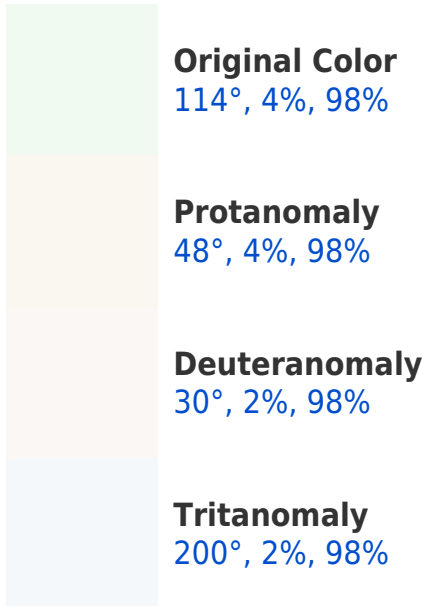 Original Color
114°, 4%, 98%
Protanomaly
48°, 4%, 98%
Deuteranomaly
30°, 2%, 98%
Tritanomaly
200°, 2%, 98%